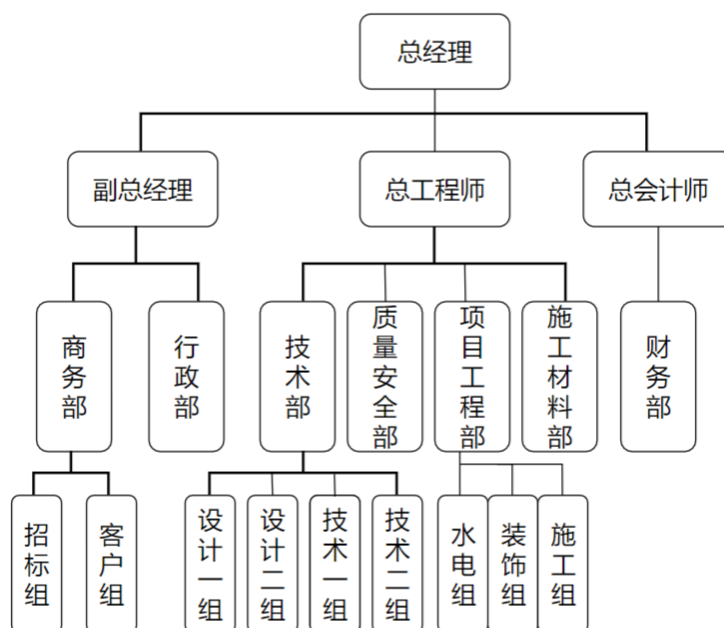 总经理
副总经理
总工程师
总会计师
商务部
行政部
技术部
质量安全部
项目工程部
施工材料部
财务部
招标组
客户组
设计一组
设计二组
技术一组
技术二组
水电组
装饰组
施工组